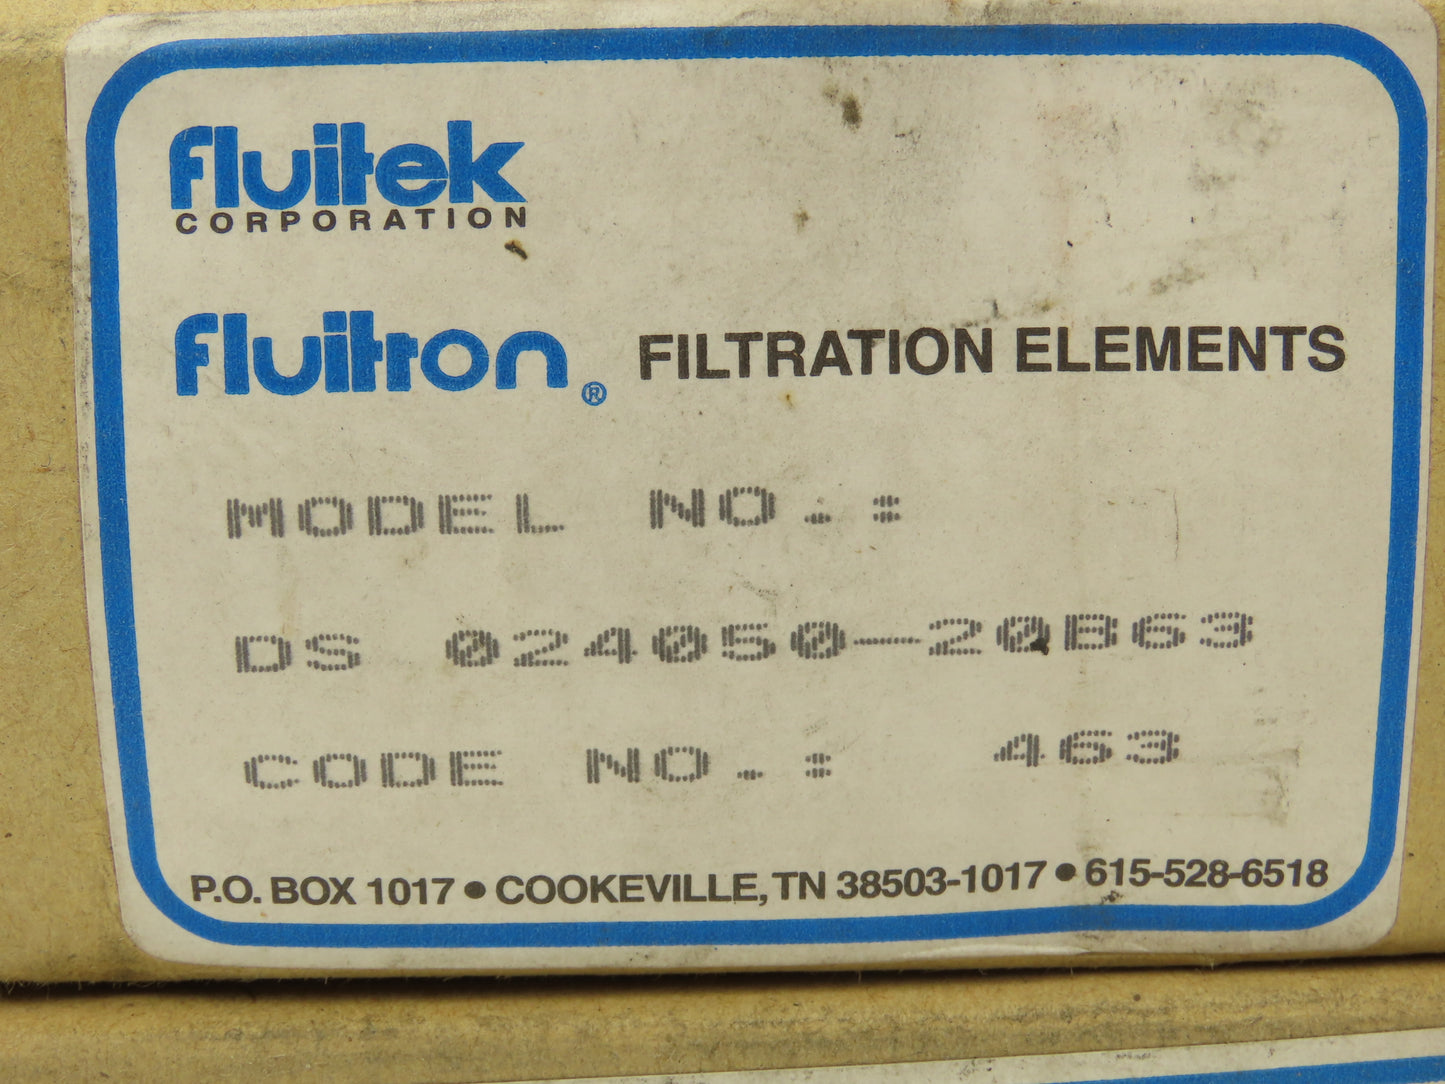 fluitek
CORPORATION
fluitron® FILTRATION ELEMENTS
MODEL NO.:
DS 024050-20B63
CODE NO.: 463
P.O. BOX 1017 • COOKEVILLE, TN 38503-1017 • 615-528-6518